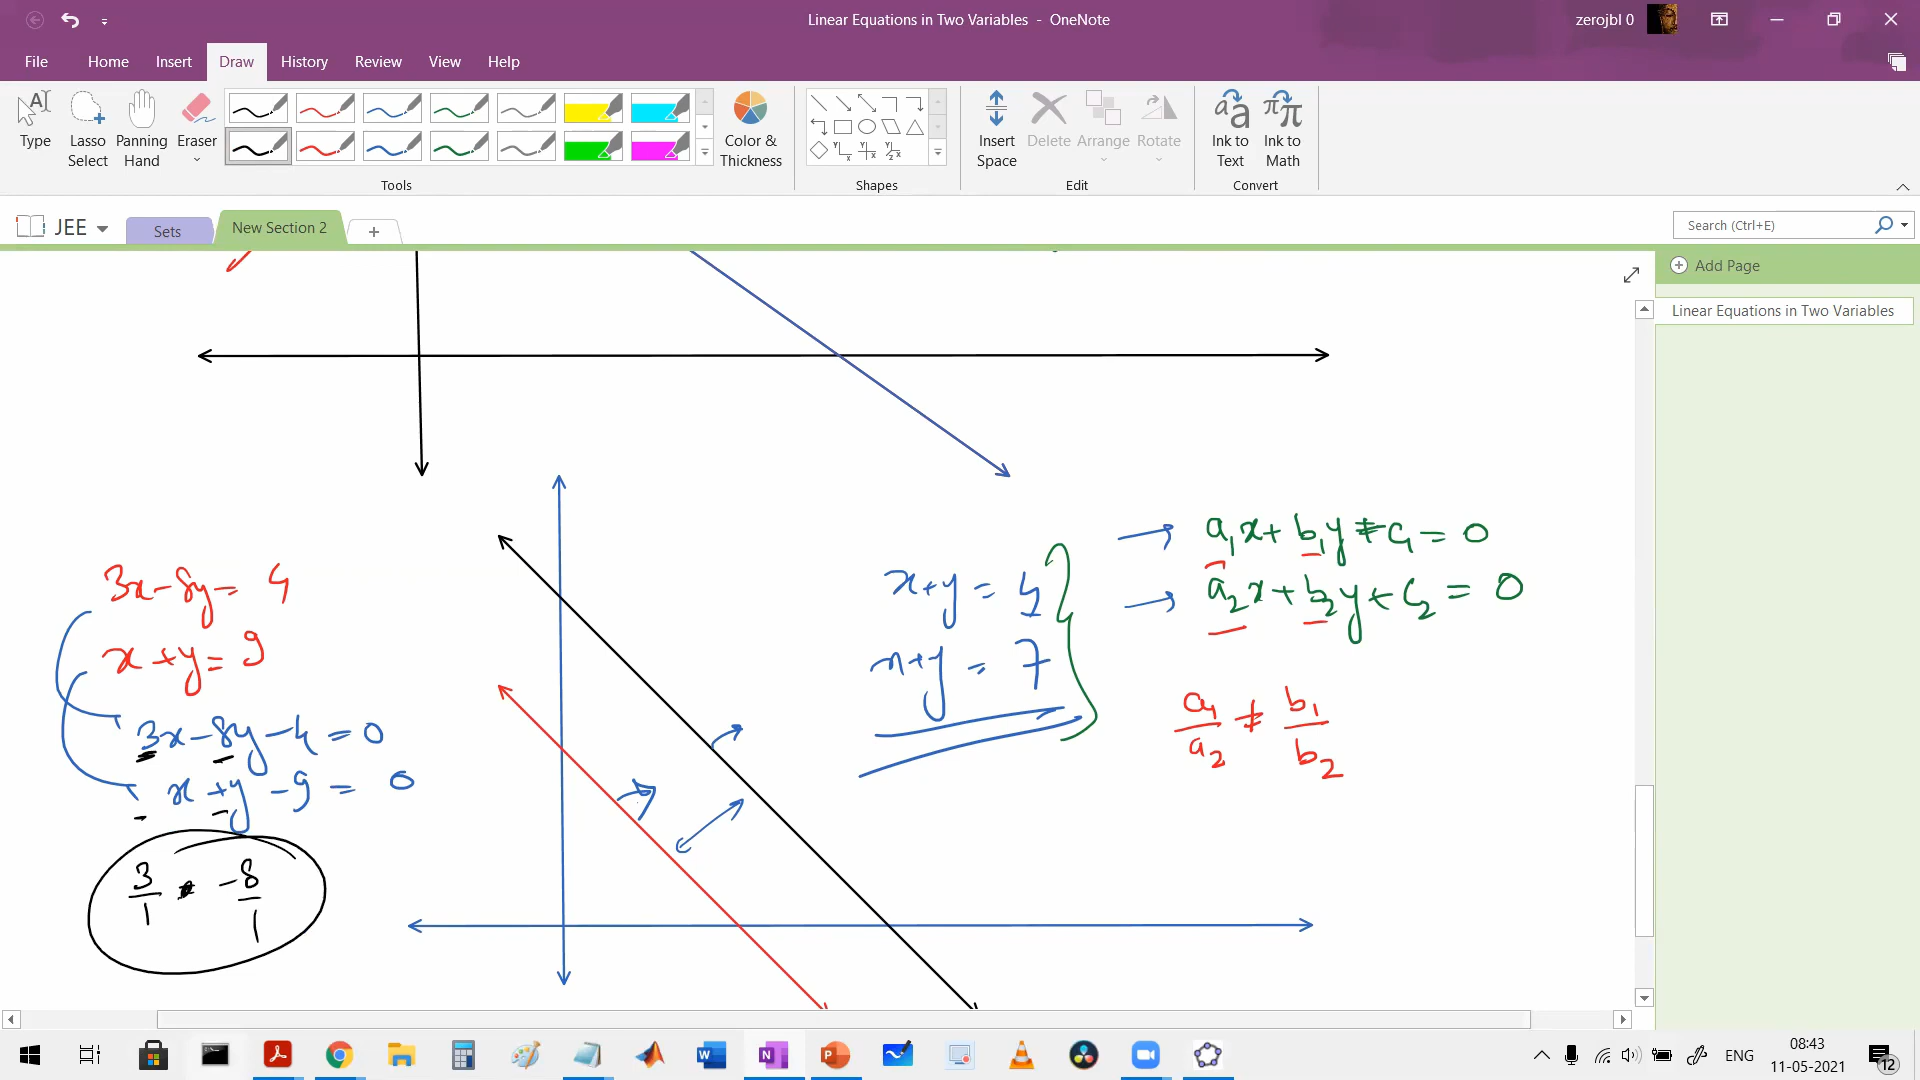 Linear Equations in Two Variables - OneNote
zerojbl 0
File Home Insert Draw History Review View Help
Type
Lasso Select
Panning Hand
Eraser
Color & Thickness
Insert Space
Delete
Arrange
Rotate
Ink to Text
Ink to Math
Tools
Shapes
Edit
Convert
JEE
Sets
New Section 2
Search (Ctrl+E)
Add Page
Linear Equations in Two Variables
3x-8y= 4
x+y= 9
3x-8y-4=0
x+y-9= 0
3/1 -8/1
x+y= 4
x+y= 7
a₁x+b₁y+c₁=0
a₂x+b₂y+c₂=0
a₁/a₂ ≠ b₁/b₂
ENG
08:43
11-05-2021
12